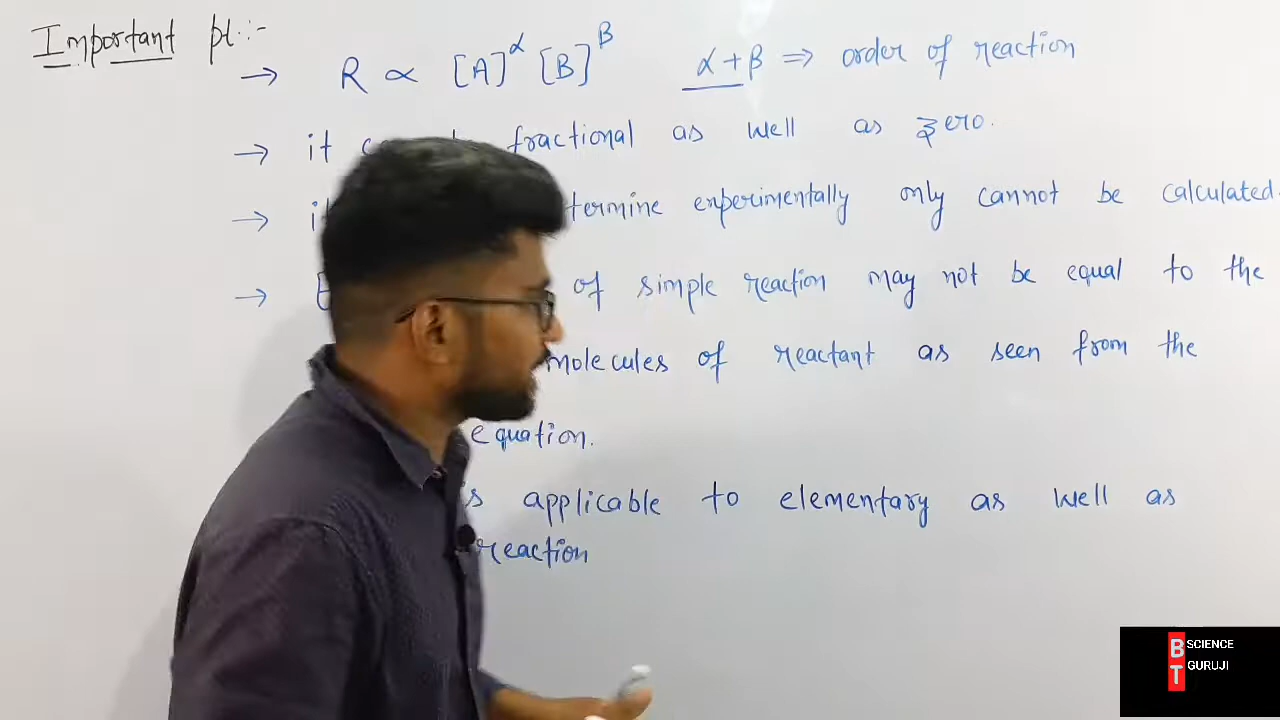 Important pt.:-
→ R ∝ [A]^α [B]^β α + β ⇒ order of reaction
→ it fractional as well as zero.
→ experimentally only cannot be calculated.
→ of simple reaction may not be equal to the
molecules of reactant as seen from the
equation.
applicable to elementary as well as
reaction
BT SCIENCE GURUJI